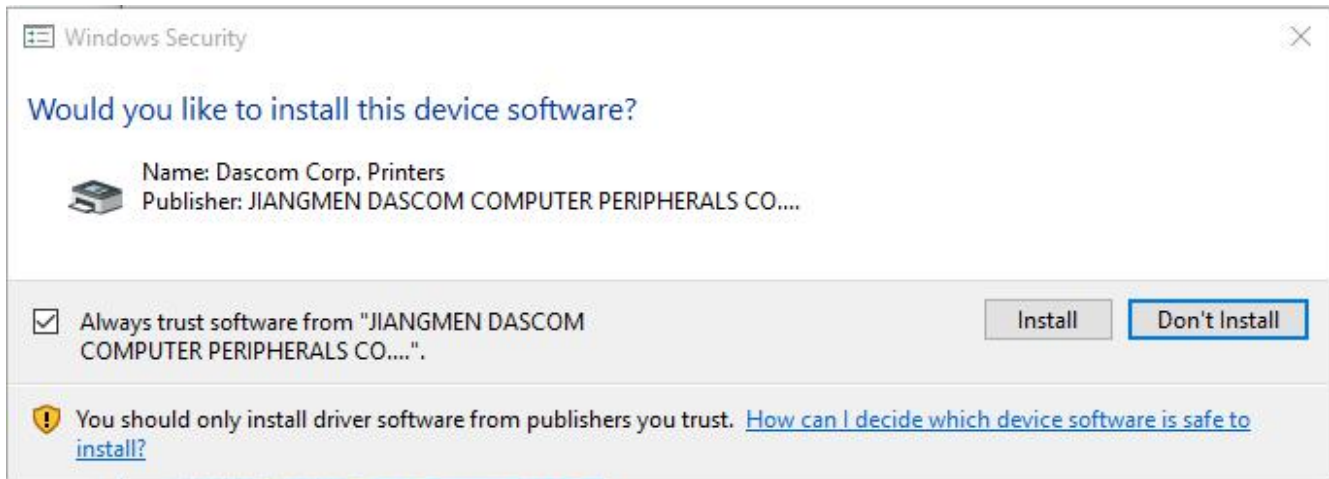 Windows Security
Would you like to install this device software?
Name: Dascom Corp. Printers
Publisher: JIANGMEN DASCOM COMPUTER PERIPHERALS CO....
Always trust software from "JIANGMEN DASCOM
COMPUTER PERIPHERALS CO....".
Install
Don't Install
You should only install driver software from publishers you trust. How can I decide which device software is safe to
install?